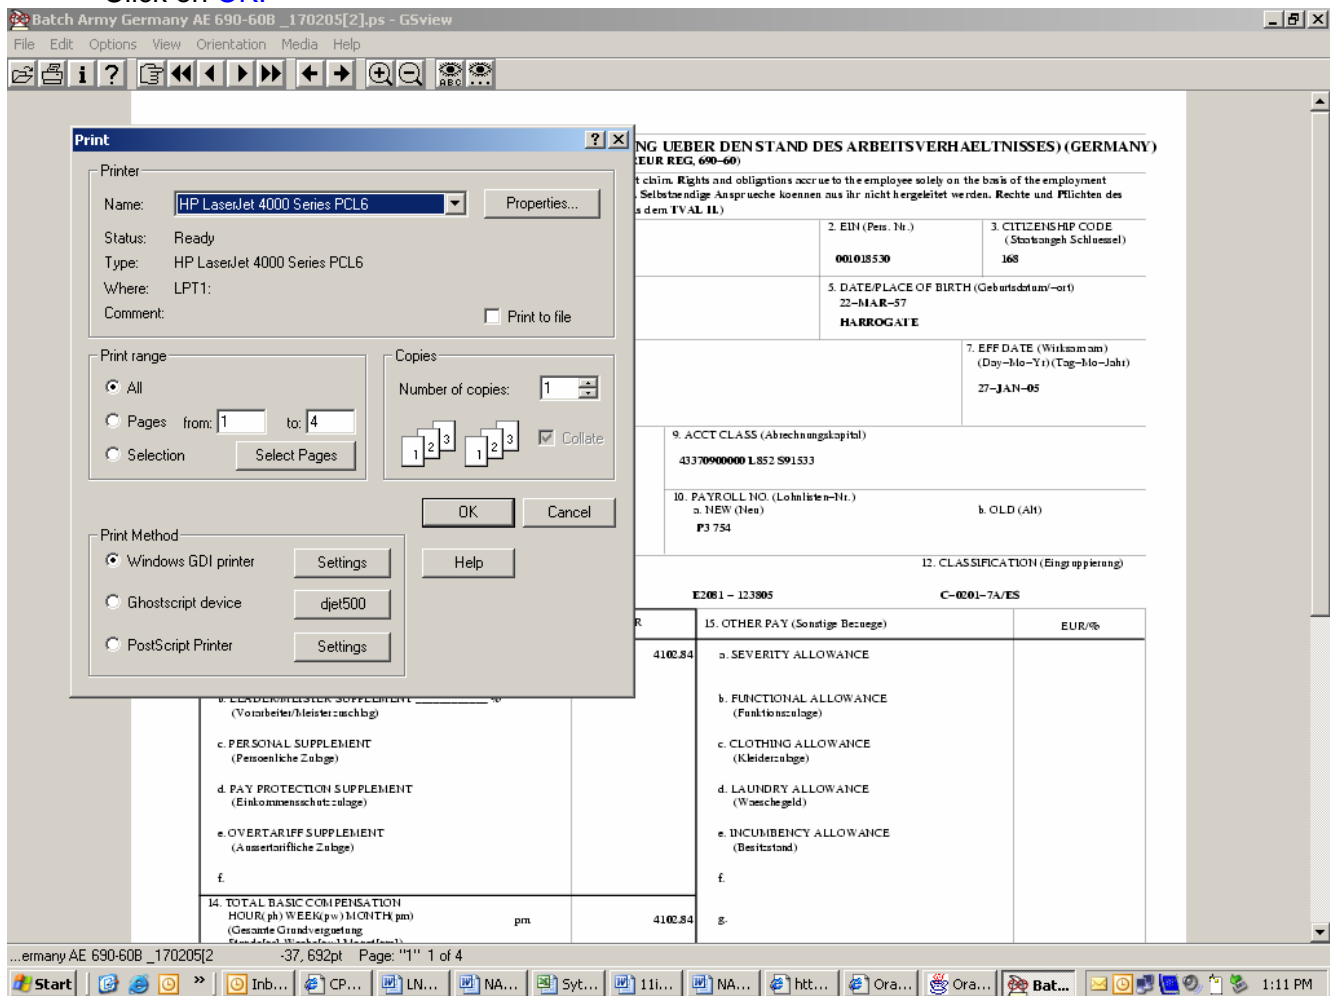 Click on OK.
Batch Army Germany AE 690-60B _170205[2].ps - GSview
File Edit Options View Orientation Media Help
Print
Printer
Name: HP LaserJet 4000 Series PCL6 Properties...
Status: Ready
Type: HP LaserJet 4000 Series PCL6
Where: LPT1:
Comment: Print to file
Print range
All
Pages from: 1 to: 4
Selection Select Pages
Copies
Number of copies: 1
1 2 3 1 2 3 Collate
OK Cancel
Print Method
Windows GDI printer Settings Help
Ghostscript device djet500
PostScript Printer Settings
NG UEBER DEN STAND DES ARBEITSVERHAELTNISSES) (GERMANY)
EUR REG, 690-60)
t claim. Rights and obligations accrue to the employee solely on the basis of the employment
. Selbstaendige Ansprueche koennen aus ihr nicht hergeleitet werden. Rechte und Pflichten des
s dem TVAL II.)
2. EIN (Pers. Nr.) 3. CITIZENSHIP CODE
(Staatsangeh Schluessel)
001018530 168
5. DATE/PLACE OF BIRTH (Geburtsdatum/-ort)
22-MAR-57
HARROGATE
7. EFF DATE (Wirksam am)
(Day-Mo-Yr) (Tag-Mo-Jahr)
27-JAN-05
9. ACCT CLASS (Abrechnungskapital)
43370900000 L852 S91533
10. PAYROLL NO. (Lohnlisten-Nr.)
a. NEW (Neu) b. OLD (Alt)
P3 754
12. CLASSIFICATION (Eingruppierung)
E2081 - 123805 C-0201-7A/ES
R 15. OTHER PAY (Sonstige Bezuege) EUR/%
4102.84 a. SEVERITY ALLOWANCE
b. LEADER/MEISTER SUPPLEMENT ____________ % b. FUNCTIONAL ALLOWANCE
(Vorarbeiter/Meisterzuschlag) (Funktionszulage)
c. PERSONAL SUPPLEMENT c. CLOTHING ALLOWANCE
(Persoenliche Zulage) (Kleiderzulage)
d. PAY PROTECTION SUPPLEMENT d. LAUNDRY ALLOWANCE
(Einkommensschutzzulage) (Waeschegeld)
e. OVERTARIFF SUPPLEMENT e. INCUMBENCY ALLOWANCE
(Aussertarifliche Zulage) (Besitzstand)
f. f.
14. TOTAL BASIC COMPENSATION
HOUR(ph) WEEK(pw) MONTH(pm) pm 4102.84 g.
(Gesamte Grundverguetung
...ermany AE 690-60B _170205[2 -37, 692pt Page: "1" 1 of 4
Start » Inb... CP... LN... NA... Syt... 11i... NA... htt... Ora... Ora... Bat... 1:11 PM